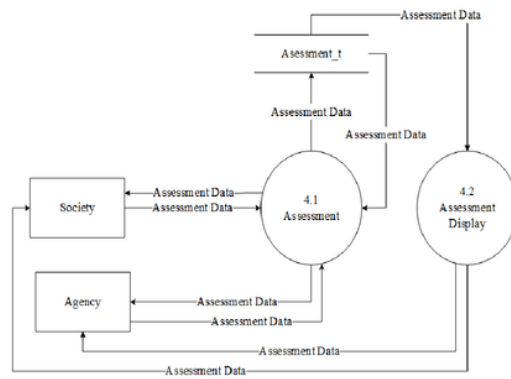 Assessment Data
Asessment_t
Assessment Data
Assessment Data
4.1
Assessment
4.2
Assessment
Display
Assessment Data
Society
Assessment Data
Agency
Assessment Data
Assessment Data
Assessment Data
Assessment Data